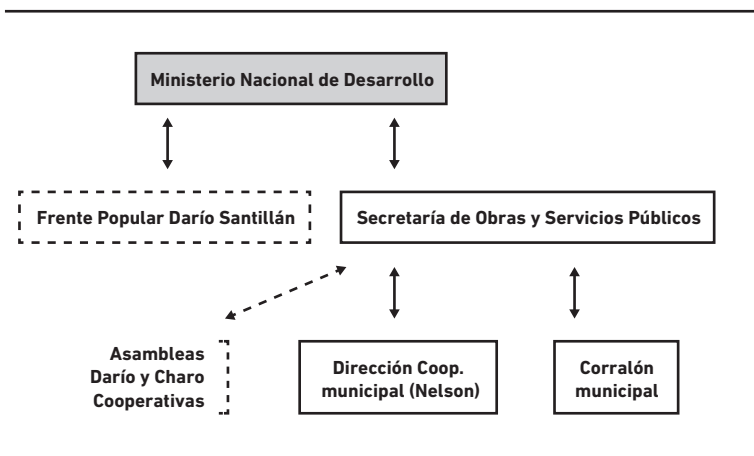 Ministerio Nacional de Desarrollo
Frente Popular Darío Santillán
Secretaría de Obras y Servicios Públicos
Asambleas
Darío y Charo
Cooperativas
Dirección Coop.
municipal (Nelson)
Corralón
municipal